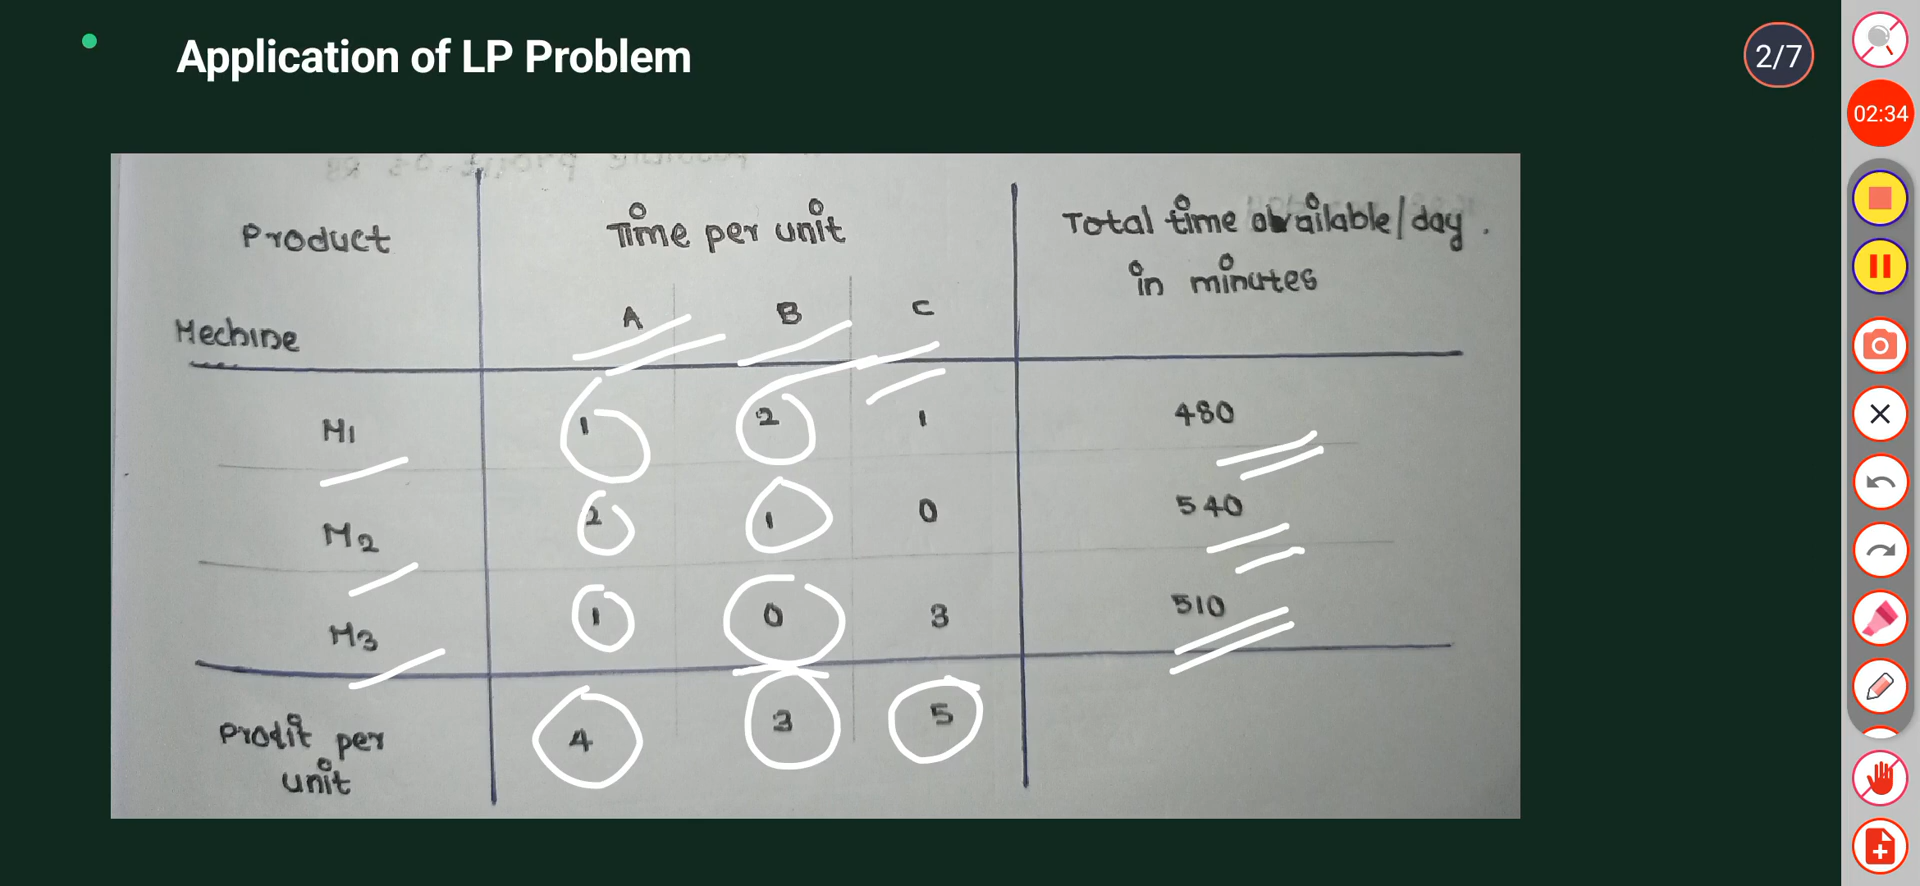 Application of LP Problem
2/7
02:34
Product
Time per unit
Total time available/day.
in minutes
Mechine
A B C
M1 1 2 1 480
M2 2 1 0 540
M3 1 0 3 510
Profit per
unit
4 3 5